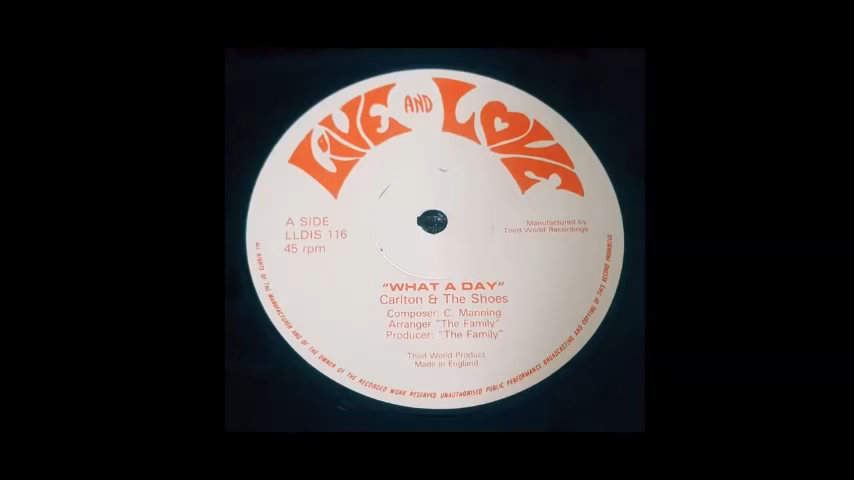 LIVE AND LOVE
A SIDE
LLDIS 116
45 rpm
Manufactured by
Third World Recordings
"WHAT A DAY"
Carlton & The Shoes
Composer: C. Manning
Arranger "The Family"
Producer: "The Family"
Third World Product
Made in England
ALL RIGHTS OF THE MANUFACTURER AND OF THE OWNER OF THE RECORDED WORK RESERVED UNAUTHORISED PUBLIC PERFORMANCE BROADCASTING AND COPYING OF THIS RECORD PROHIBITED